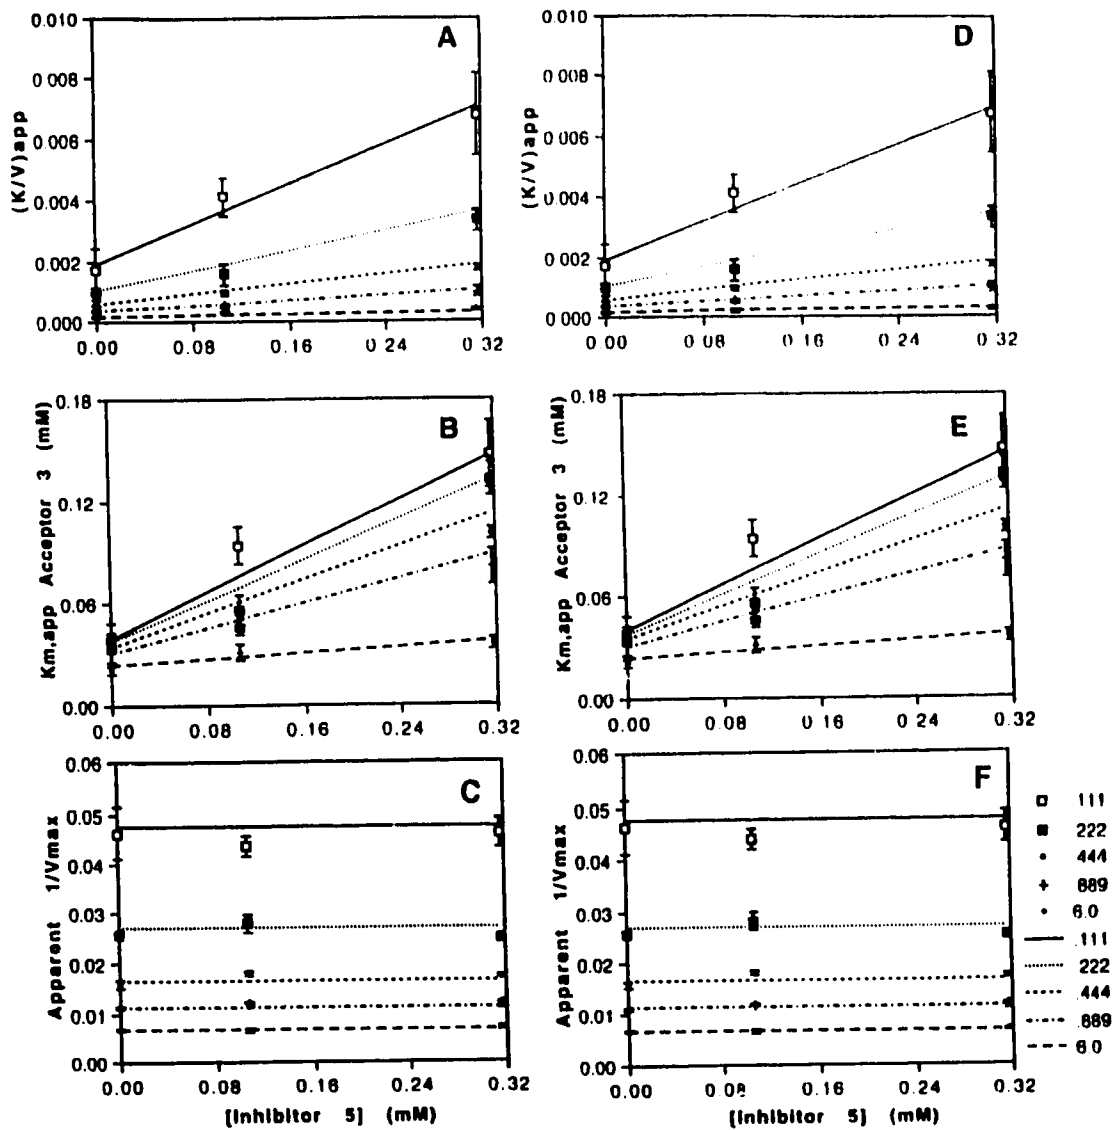 A
(K/V)app
0.010
0.008
0.006
0.004
0.002
0.000
0.00 0.08 0.16 0.24 0.32
D
(K/V)app
0.010
0.008
0.006
0.004
0.002
0.000
0.00 0.08 0.16 0.24 0.32
B
Km,app Acceptor 3 (mM)
0.18
0.12
0.06
0.00
0.00 0.08 0.16 0.24 0.32
E
Km,app Acceptor 3 (mM)
0.18
0.12
0.06
0.00
0.00 0.08 0.16 0.24 0.32
C
Apparent 1/Vmax
0.06
0.05
0.04
0.03
0.02
0.01
0.00
0.00 0.08 0.16 0.24 0.32
[Inhibitor 5] (mM)
F
Apparent 1/Vmax
0.06
0.05
0.04
0.03
0.02
0.01
0.00
0.00 0.08 0.16 0.24 0.32
[Inhibitor 5] (mM)
111
222
444
889
6.0
.111
222
.444
.889
6.0